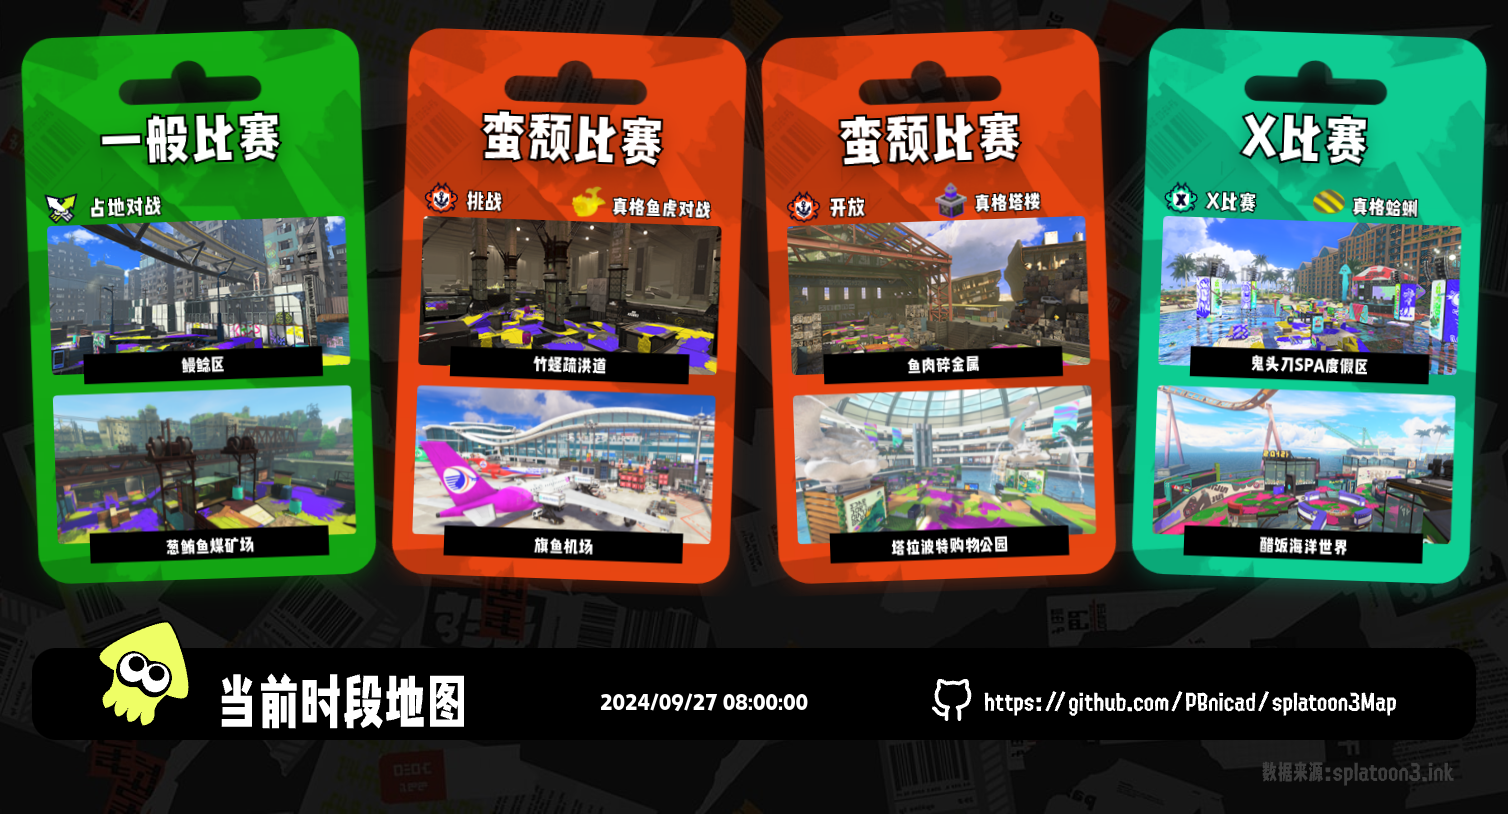 一般比赛
占地对战
鳗鲶区
葱鲔鱼煤矿场
蛮颓比赛
挑战
真格鱼虎对战
竹蛏疏洪道
旗鱼机场
蛮颓比赛
开放
真格塔楼
鱼肉碎金属
塔拉波特购物公园
X比赛
X比赛
真格蛤蜊
鬼头刀SPA度假区
醋饭海洋世界
当前时段地图
2024/09/27 08:00:00
https://github.com/PBnicad/splatoon3Map
数据来源:splatoon3.ink